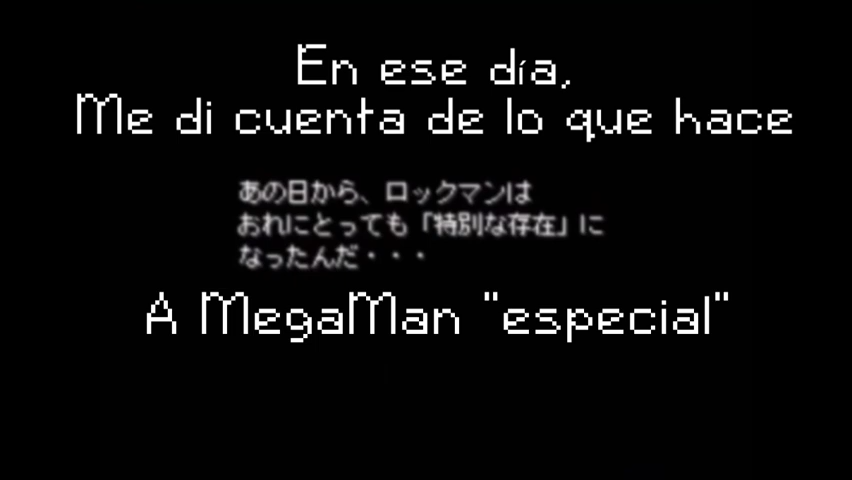 En ese día,
Me di cuenta de lo que hace
あの日から、ロックマンは
おれにとっても「特別な存在」に
なったんだ・・・
A MegaMan "especial"